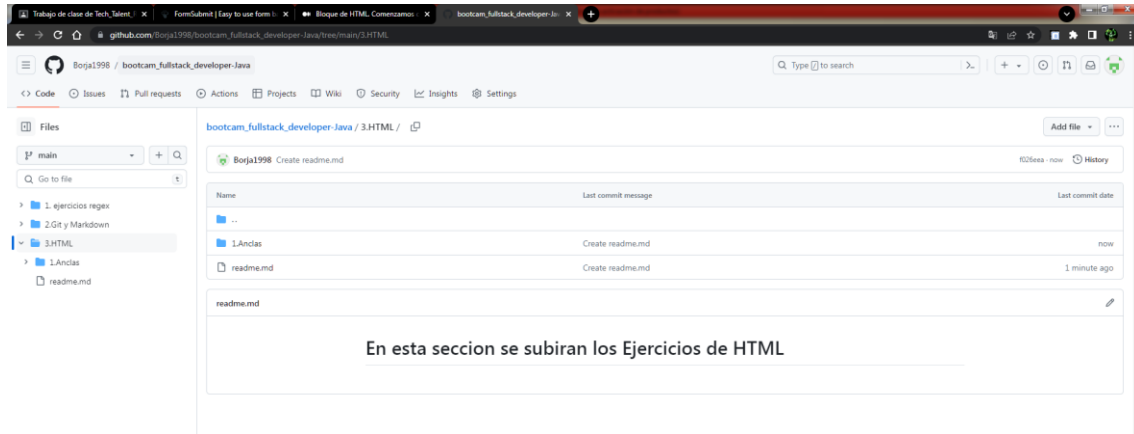 Trabajo de clase de Tech_Talent_
FormSubmit | Easy to use form b
Bloque de HTML. Comenzamos
bootcam_fullstack_developer-Jav
github.com/Borja1998/bootcam_fullstack_developer-Java/tree/main/3.HTML
Borja1998 / bootcam_fullstack_developer-Java
Type / to search
Code Issues Pull requests Actions Projects Wiki Security Insights Settings
Files
bootcam_fullstack_developer-Java / 3.HTML /
Add file
main
Borja1998 Create readme.md
f026eea · now History
Go to file
t
Name Last commit message Last commit date
1. ejercicios regex
2.Git y Markdown
..
3.HTML
1.Anclas Create readme.md now
1.Anclas
readme.md Create readme.md 1 minute ago
readme.md
readme.md
En esta seccion se subiran los Ejercicios de HTML